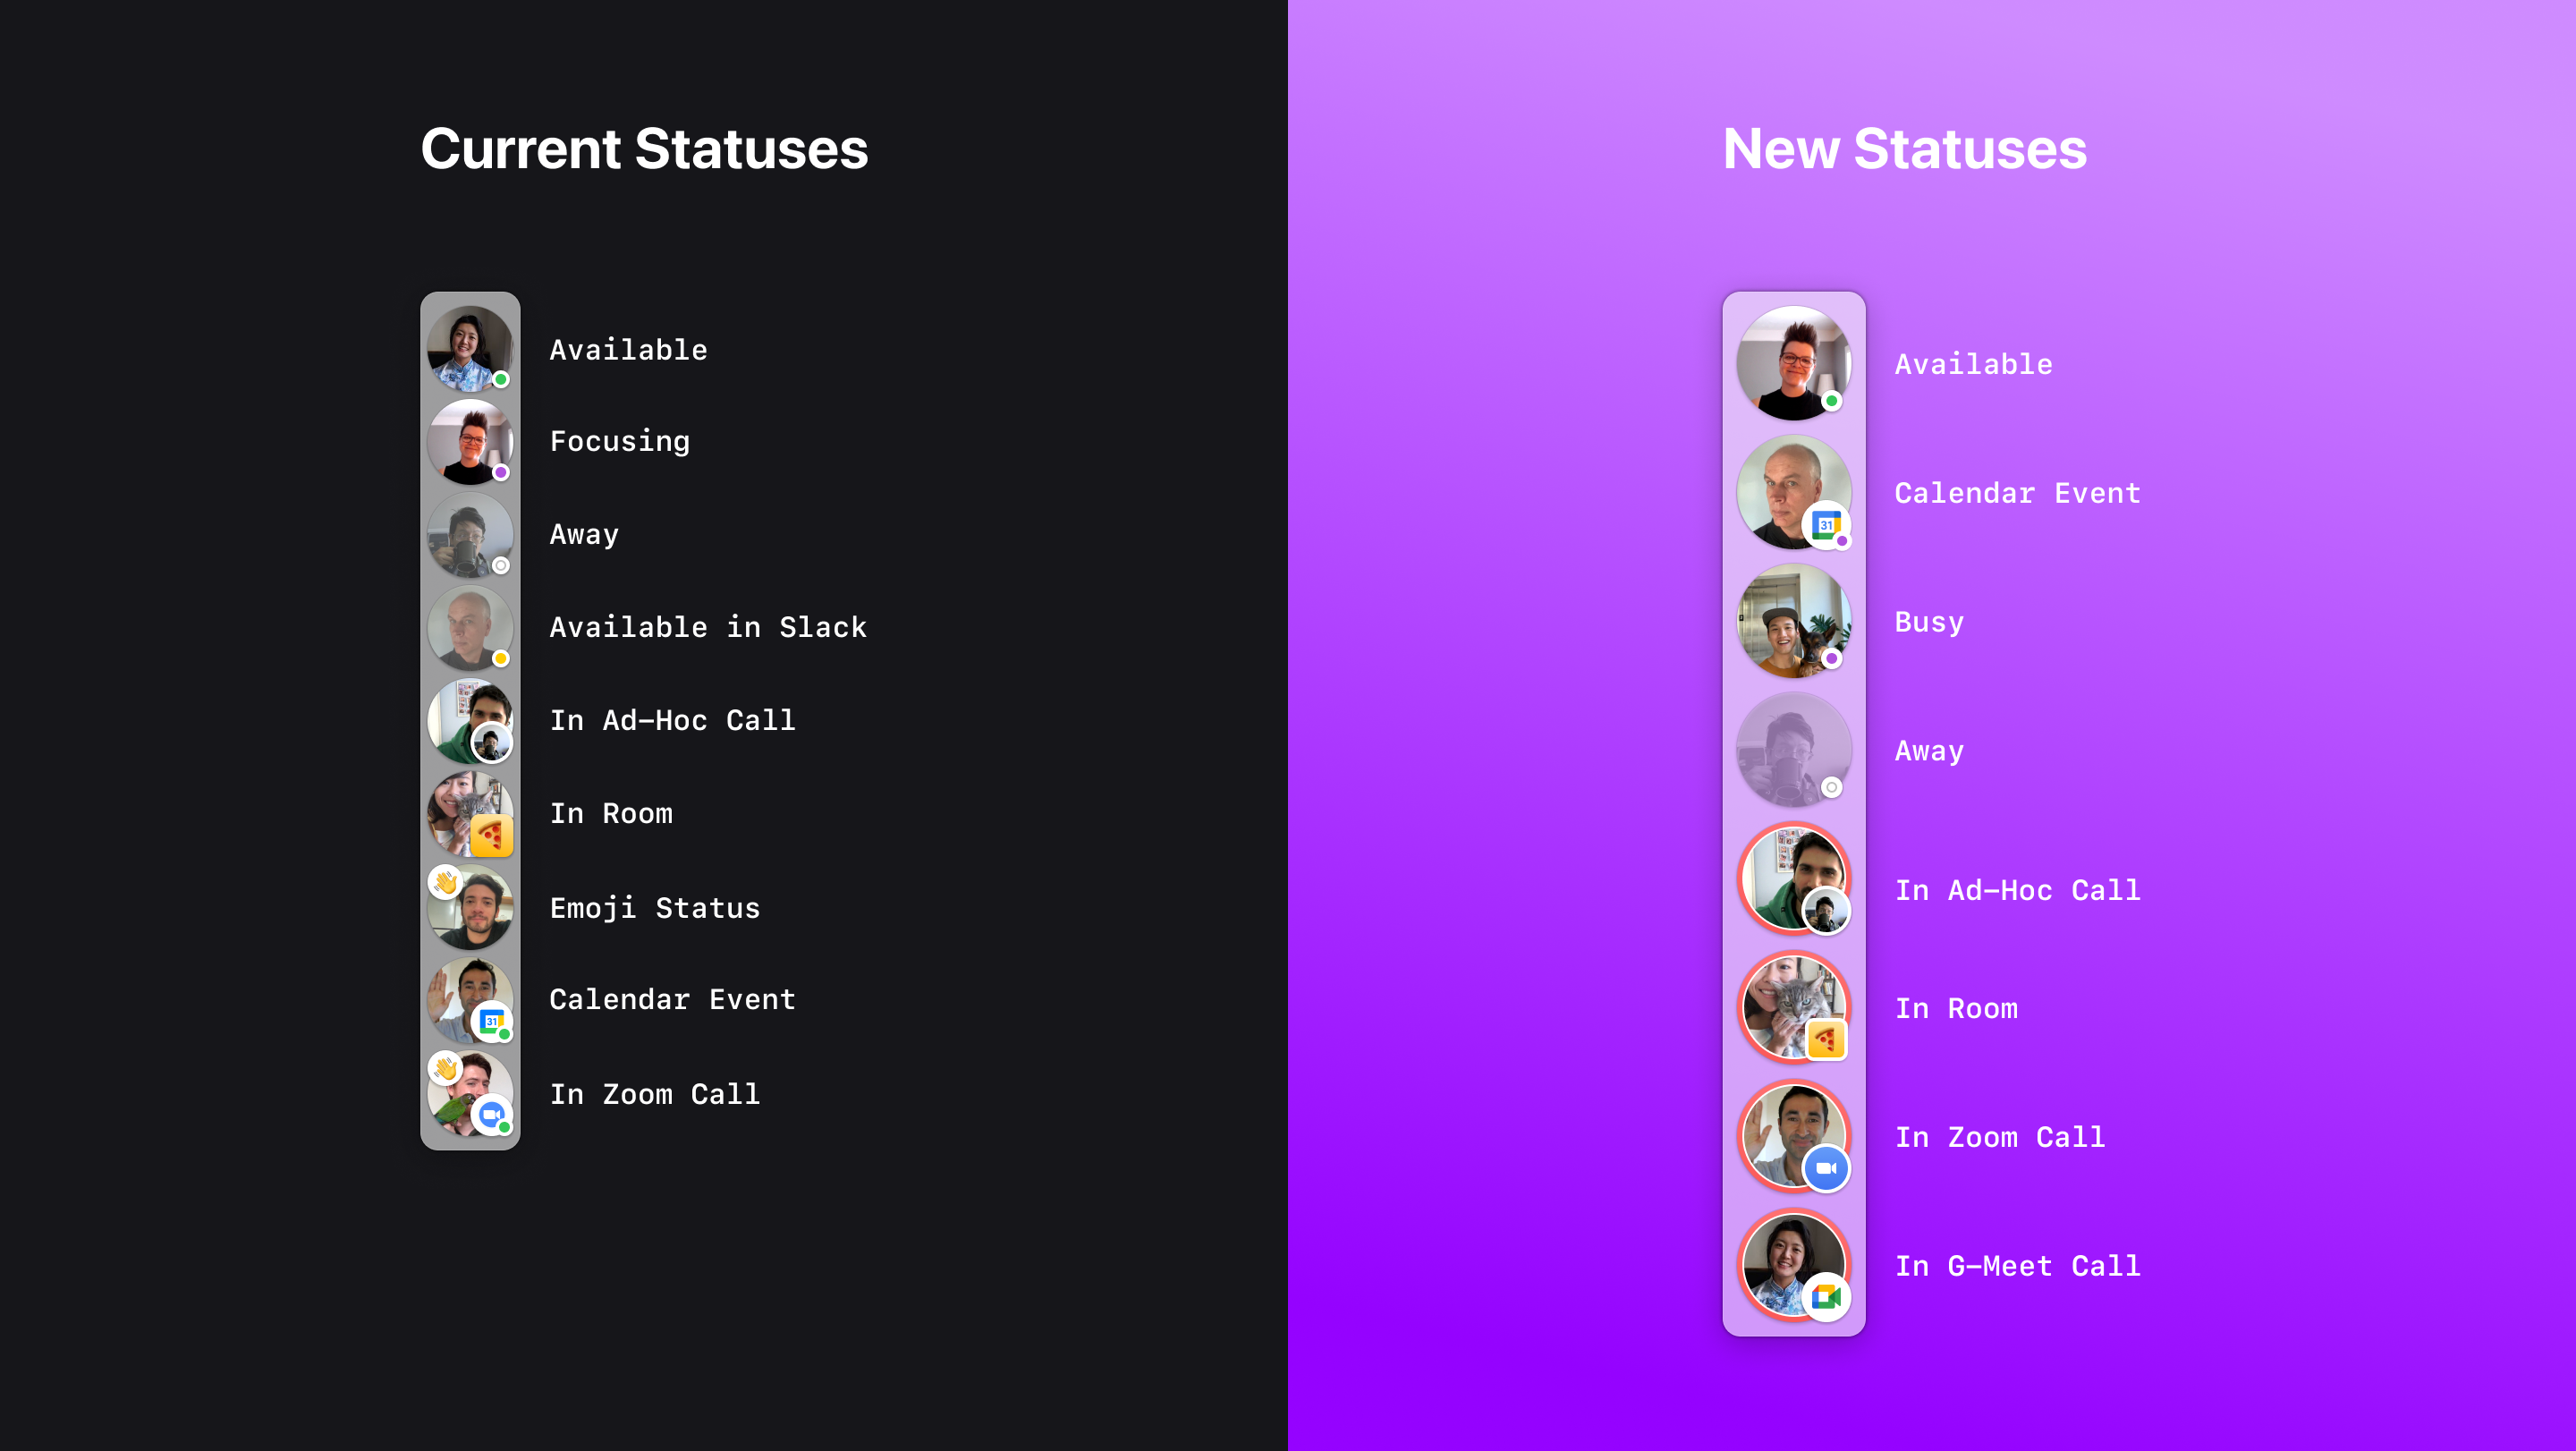 Current Statuses
Available
Focusing
Away
Available in Slack
In Ad-Hoc Call
In Room
Emoji Status
Calendar Event
31
In Zoom Call
New Statuses
Available
Calendar Event
31
Busy
Away
In Ad-Hoc Call
In Room
In Zoom Call
In G-Meet Call